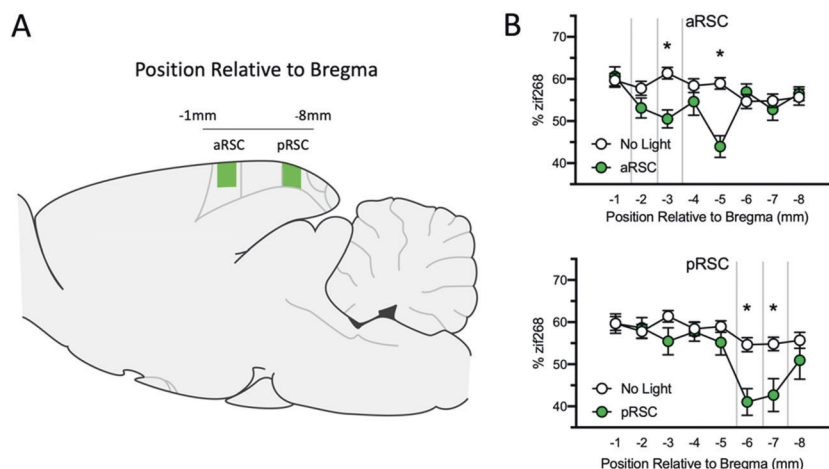 A
Position Relative to Bregma
-1mm -8mm
aRSC pRSC
B
aRSC
*
*
% zif268
70
60
50
40
No Light
aRSC
-1 -2 -3 -4 -5 -6 -7 -8
Position Relative to Bregma (mm)
pRSC
*
*
% zif268
70
60
50
40
No Light
pRSC
-1 -2 -3 -4 -5 -6 -7 -8
Position Relative to Bregma (mm)